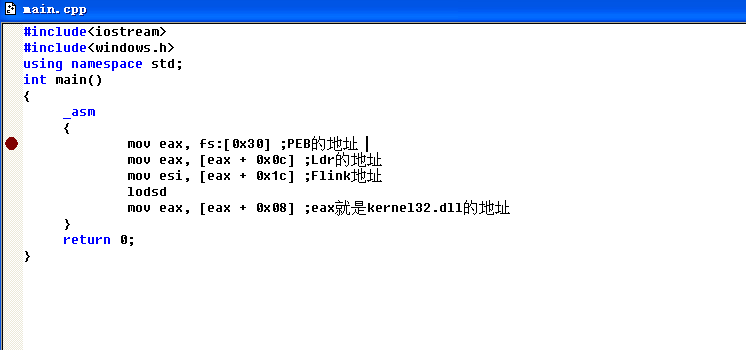 main.cpp
#include<iostream>
#include<windows.h>
using namespace std;
int main()
{
_asm
{
mov eax, fs:[0x30] ;PEB的地址
mov eax, [eax + 0x0c] ;Ldr的地址
mov esi, [eax + 0x1c] ;Flink地址
lodsd
mov eax, [eax + 0x08] ;eax就是kernel32.dll的地址
}
return 0;
}